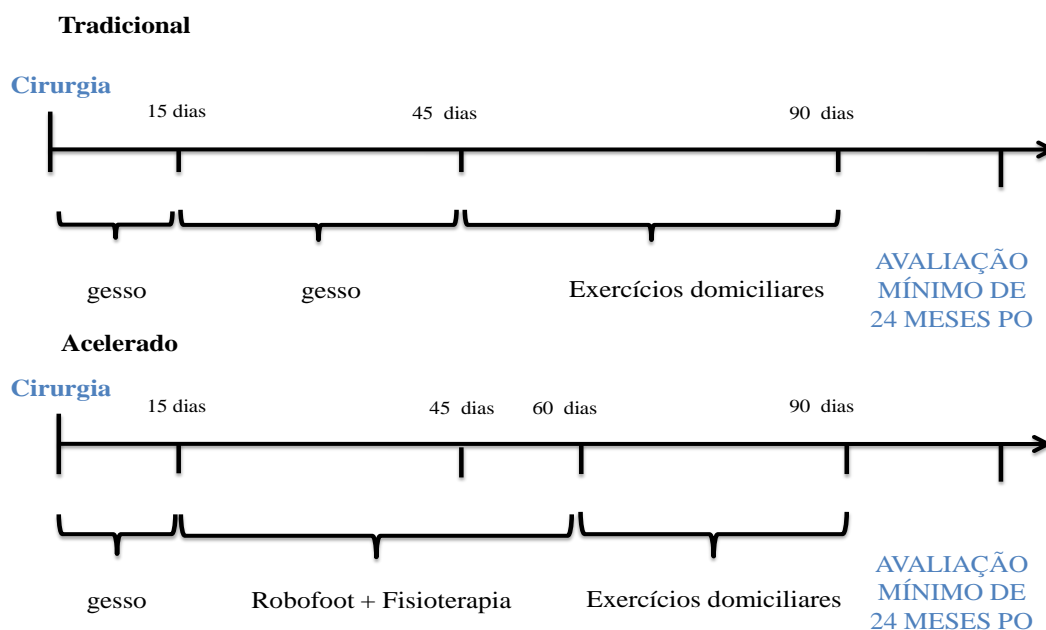 Tradicional
Cirurgia
15 dias
45 dias
90 dias
gesso
gesso
Exercícios domiciliares
AVALIAÇÃO
MÍNIMO DE
24 MESES PO
Acelerado
Cirurgia
15 dias
45 dias
60 dias
90 dias
gesso
Robofoot + Fisioterapia
Exercícios domiciliares
AVALIAÇÃO
MÍNIMO DE
24 MESES PO